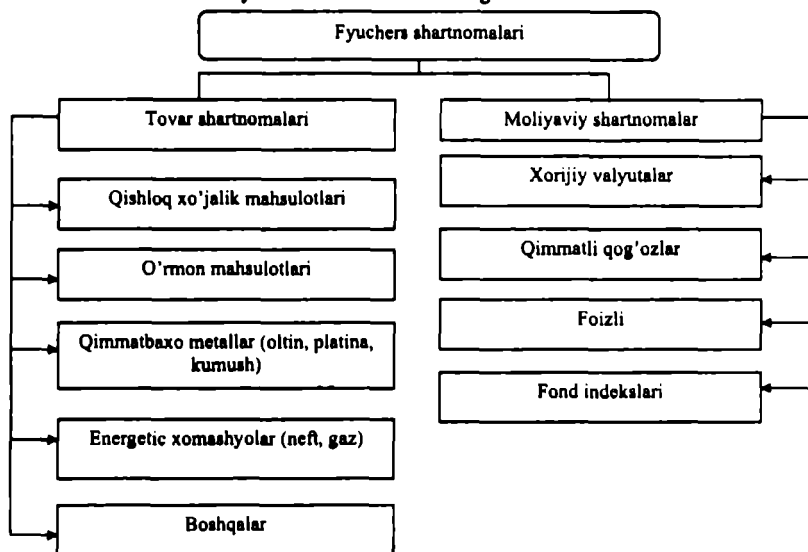 Fyuchers shartnomalari
Tovar shartnomalari
Qishloq xo'jalik mahsulotlari
O'rmon mahsulotlari
Qimmatbaxo metallar (oltin, platina,
kumush)
Energetic xomashyolar (neft, gaz)
Boshqalar
Moliyaviy shartnomalar
Xorijiy valyutalar
Qimmatli qog'ozlar
Foizli
Fond indekslari